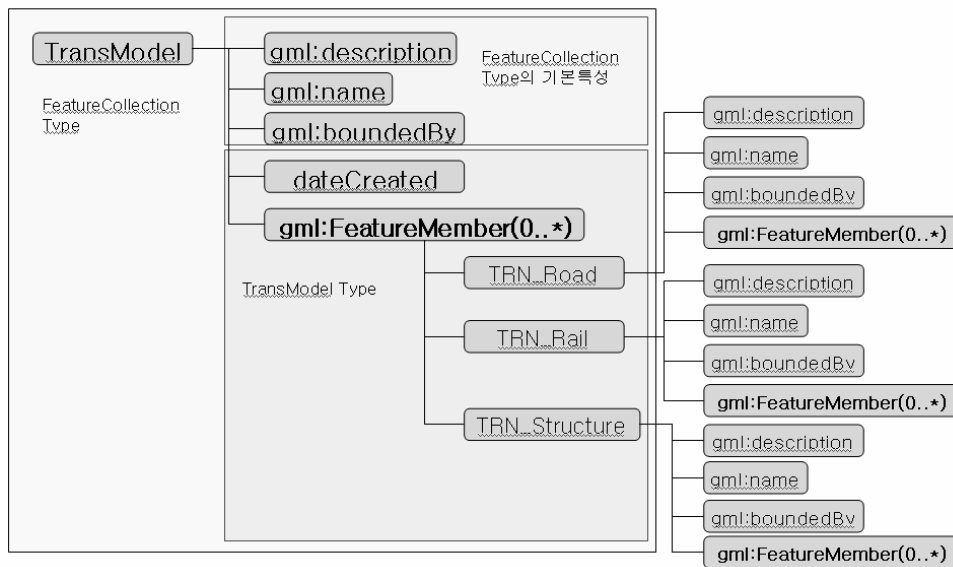 TransModel
FeatureCollection
Type
gml:description
gml:name
gml:boundedBy
FeatureCollection
Type의 기본특성
dateCreated
gml:FeatureMember(0..*)
TransModel Type
TRN_Road
TRN_Rail
TRN_Structure
gml:description
gml:name
gml:boundedBy
gml:FeatureMember(0..*)
gml:description
gml:name
gml:boundedBy
gml:FeatureMember(0..*)
gml:description
gml:name
gml:boundedBy
gml:FeatureMember(0..*)